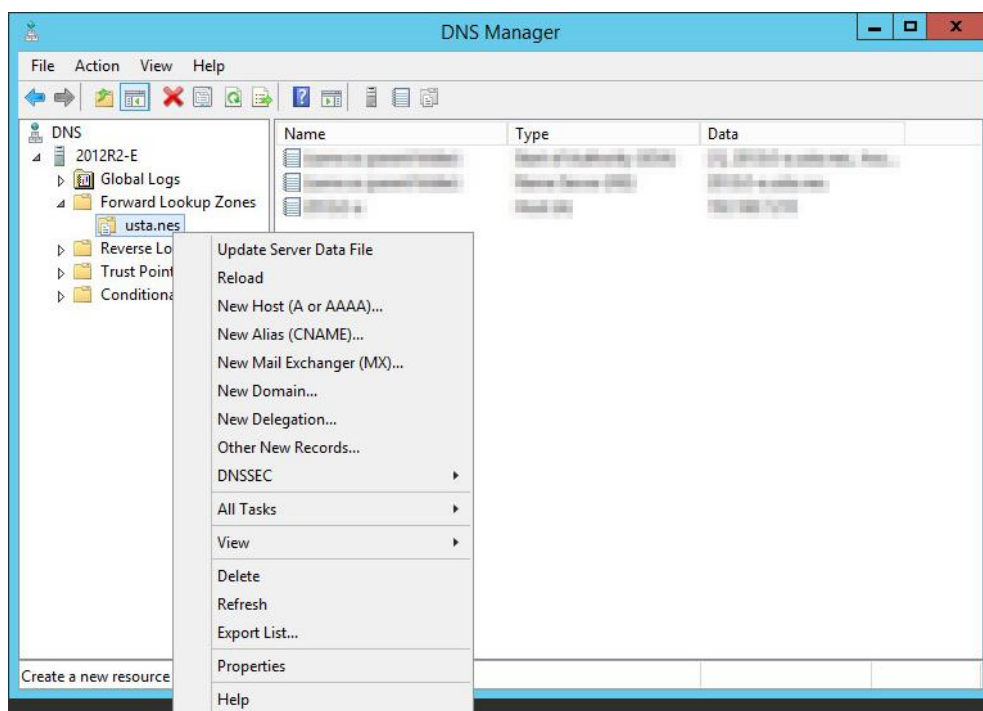 DNS Manager
File Action View Help
DNS
2012R2-E
Global Logs
Forward Lookup Zones
usta.nes
Reverse Lo
Trust Point
Conditiona
Name Type Data
Update Server Data File
Reload
New Host (A or AAAA)...
New Alias (CNAME)...
New Mail Exchanger (MX)...
New Domain...
New Delegation...
Other New Records...
DNSSEC
All Tasks
View
Delete
Refresh
Export List...
Properties
Help
Create a new resource